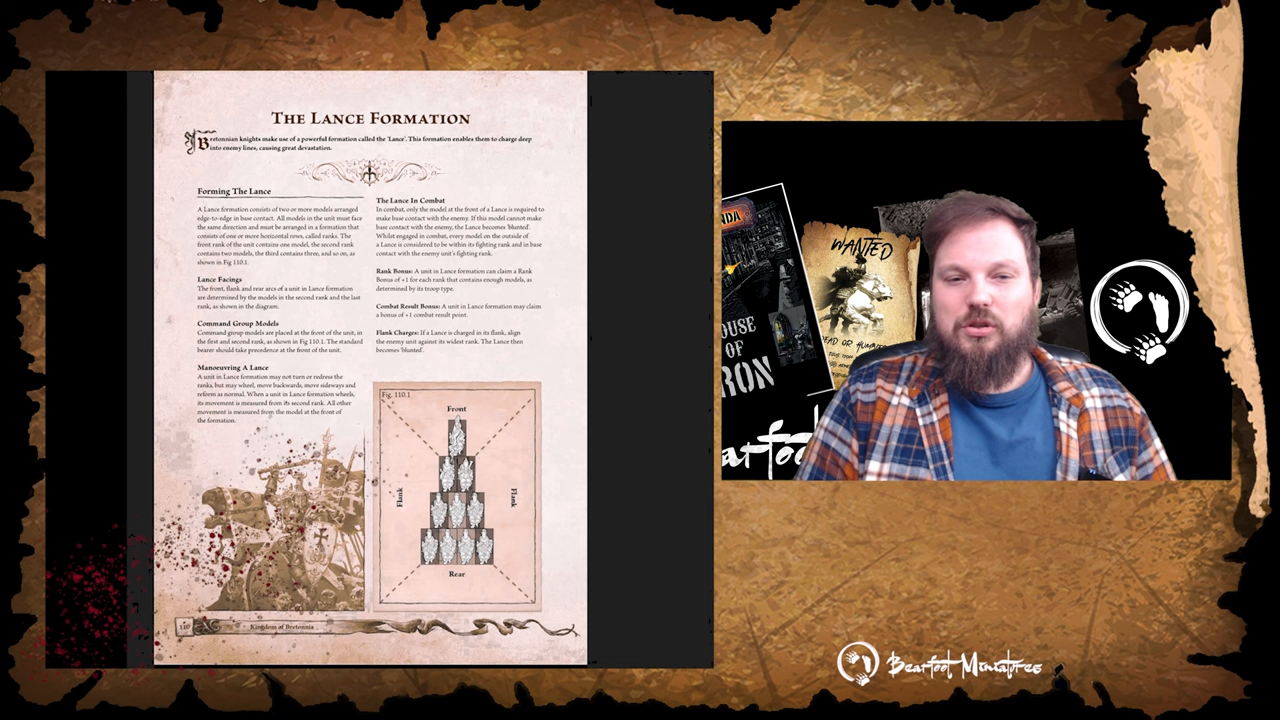 The Lance Formation
Bretonnian knights make use of a powerful formation called the 'Lance'. This formation enables them to charge deep
into enemy lines, causing great devastation.
Forming The Lance
A Lance formation consists of two or more models arranged
edge-to-edge in base contact. All models in the unit must face
the same direction and must be arranged in a formation that
consists of one or more horizontal rows, called ranks. The
front rank of the unit contains one model, the second rank
contains two models, the third contains three, and so on, as
shown in Fig 110.1.
Lance Facings
The front, flank and rear arcs of a unit in Lance formation
are determined by the models in the second rank and the last
rank, as shown in the diagram.
Command Group Models
Command group models are placed at the front of the unit, in
the first and second rank, as shown in Fig 110.1. The standard
bearer should take precedence at the front of the unit.
Manoeuvring A Lance
A unit in Lance formation may not turn or redress the
ranks, but may wheel, move backwards, move sideways and
reform as normal. When a unit in Lance formation wheels,
its movement is measured from its second rank. All other
movement is measured from the model at the front of
the formation.
The Lance In Combat
In combat, only the model at the front of a Lance is required to
make base contact with the enemy. If this model cannot make
base contact with the enemy, the Lance becomes 'blunted'.
Whilst engaged in combat, every model on the outside of
a Lance is considered to be within its fighting rank and in base
contact with the enemy unit's fighting rank.
Rank Bonus: A unit in Lance formation can claim a Rank
Bonus of +1 for each rank that contains enough models, as
determined by its troop type.
Combat Result Bonus: A unit in Lance formation may claim
a bonus of +1 combat result point.
Flank Charges: If a Lance is charged in its flank, align
the enemy unit against its widest rank. The Lance then
becomes 'blunted'.
Fig. 110.1
Front
Flank
Flank
Rear
110
Kingdom of Bretonnia
NDA
OUSE
OF
RON
WANTED
EAD OR
arfoo
Bearfoot Miniatures